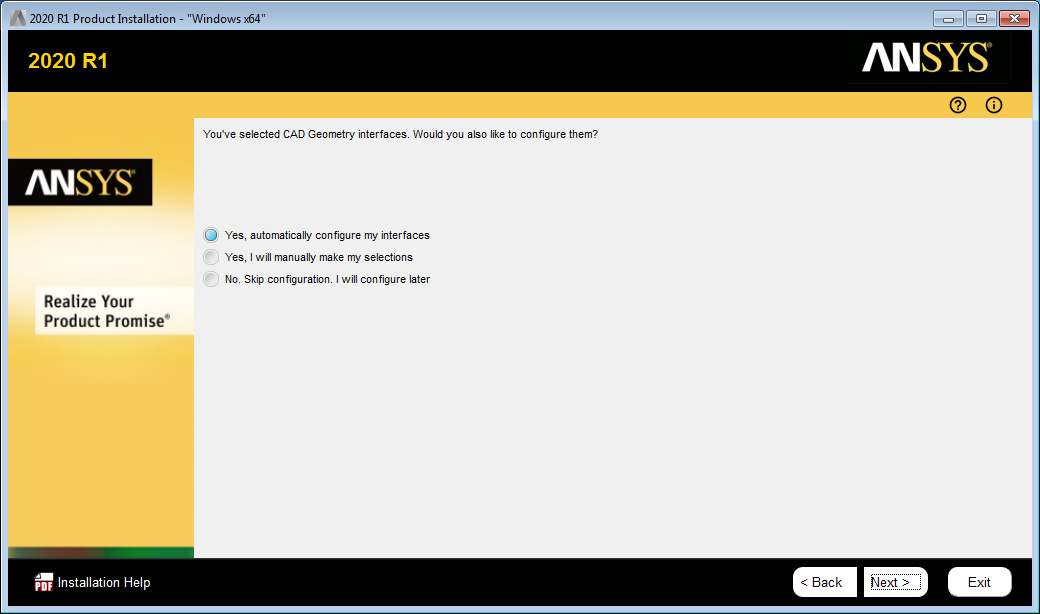 2020 R1 Product Installation - "Windows x64"
2020 R1
ANSYS®
You've selected CAD Geometry interfaces. Would you also like to configure them?
ANSYS®
Yes, automatically configure my interfaces
Yes, I will manually make my selections
No. Skip configuration. I will configure later
Realize Your
Product Promise®
PDF Installation Help
< Back
Next >
Exit